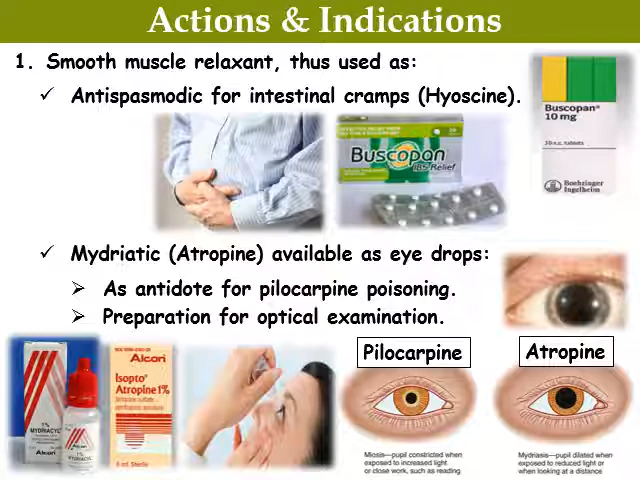 Actions & Indications
1. Smooth muscle relaxant, thus used as:
✓ Antispasmodic for intestinal cramps (Hyoscine).
Buscopan®
10 mg
Boehringer
Ingelheim
Buscopan
IBS Relief
✓ Mydriatic (Atropine) available as eye drops:
➢ As antidote for pilocarpine poisoning.
➢ Preparation for optical examination.
1%
MYDRIACYL
Alcon
Alcon
Isopto®
Atropine 1%
Pilocarpine
Miosis—pupil constricted when
exposed to increased light
or close work, such as reading
Atropine
Mydriasis—pupil dilated when
exposed to reduced light or
when looking at a distance